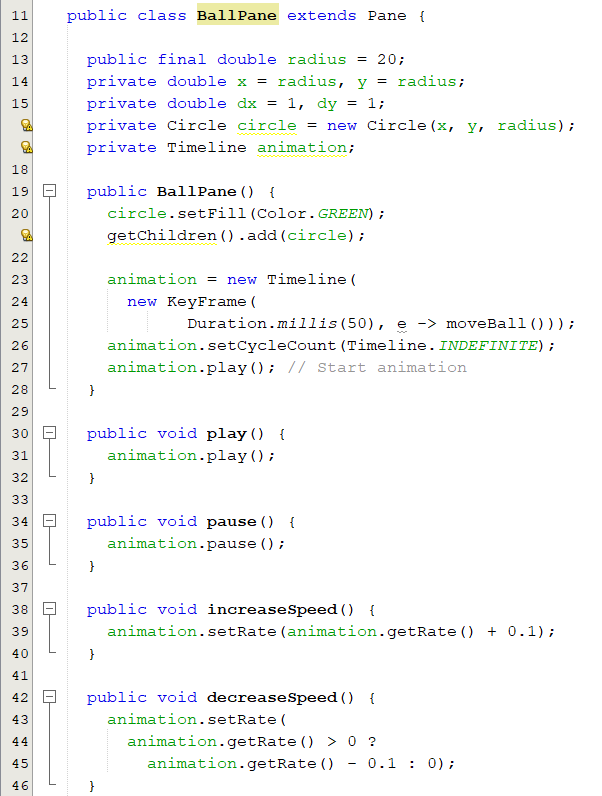 11 public class BallPane extends Pane {
12
13 public final double radius = 20;
14 private double x = radius, y = radius;
15 private double dx = 1, dy = 1;
private Circle circle = new Circle(x, y, radius);
private Timeline animation;
18
19 public BallPane() {
20 circle.setFill(Color.GREEN);
getChildren().add(circle);
22
23 animation = new Timeline(
24 new KeyFrame(
25 Duration.millis(50), e -> moveBall()));
26 animation.setCycleCount(Timeline.INDEFINITE);
27 animation.play(); // Start animation
28 }
29
30 public void play() {
31 animation.play();
32 }
33
34 public void pause() {
35 animation.pause();
36 }
37
38 public void increaseSpeed() {
39 animation.setRate(animation.getRate() + 0.1);
40 }
41
42 public void decreaseSpeed() {
43 animation.setRate(
44 animation.getRate() > 0 ?
45 animation.getRate() - 0.1 : 0);
46 }